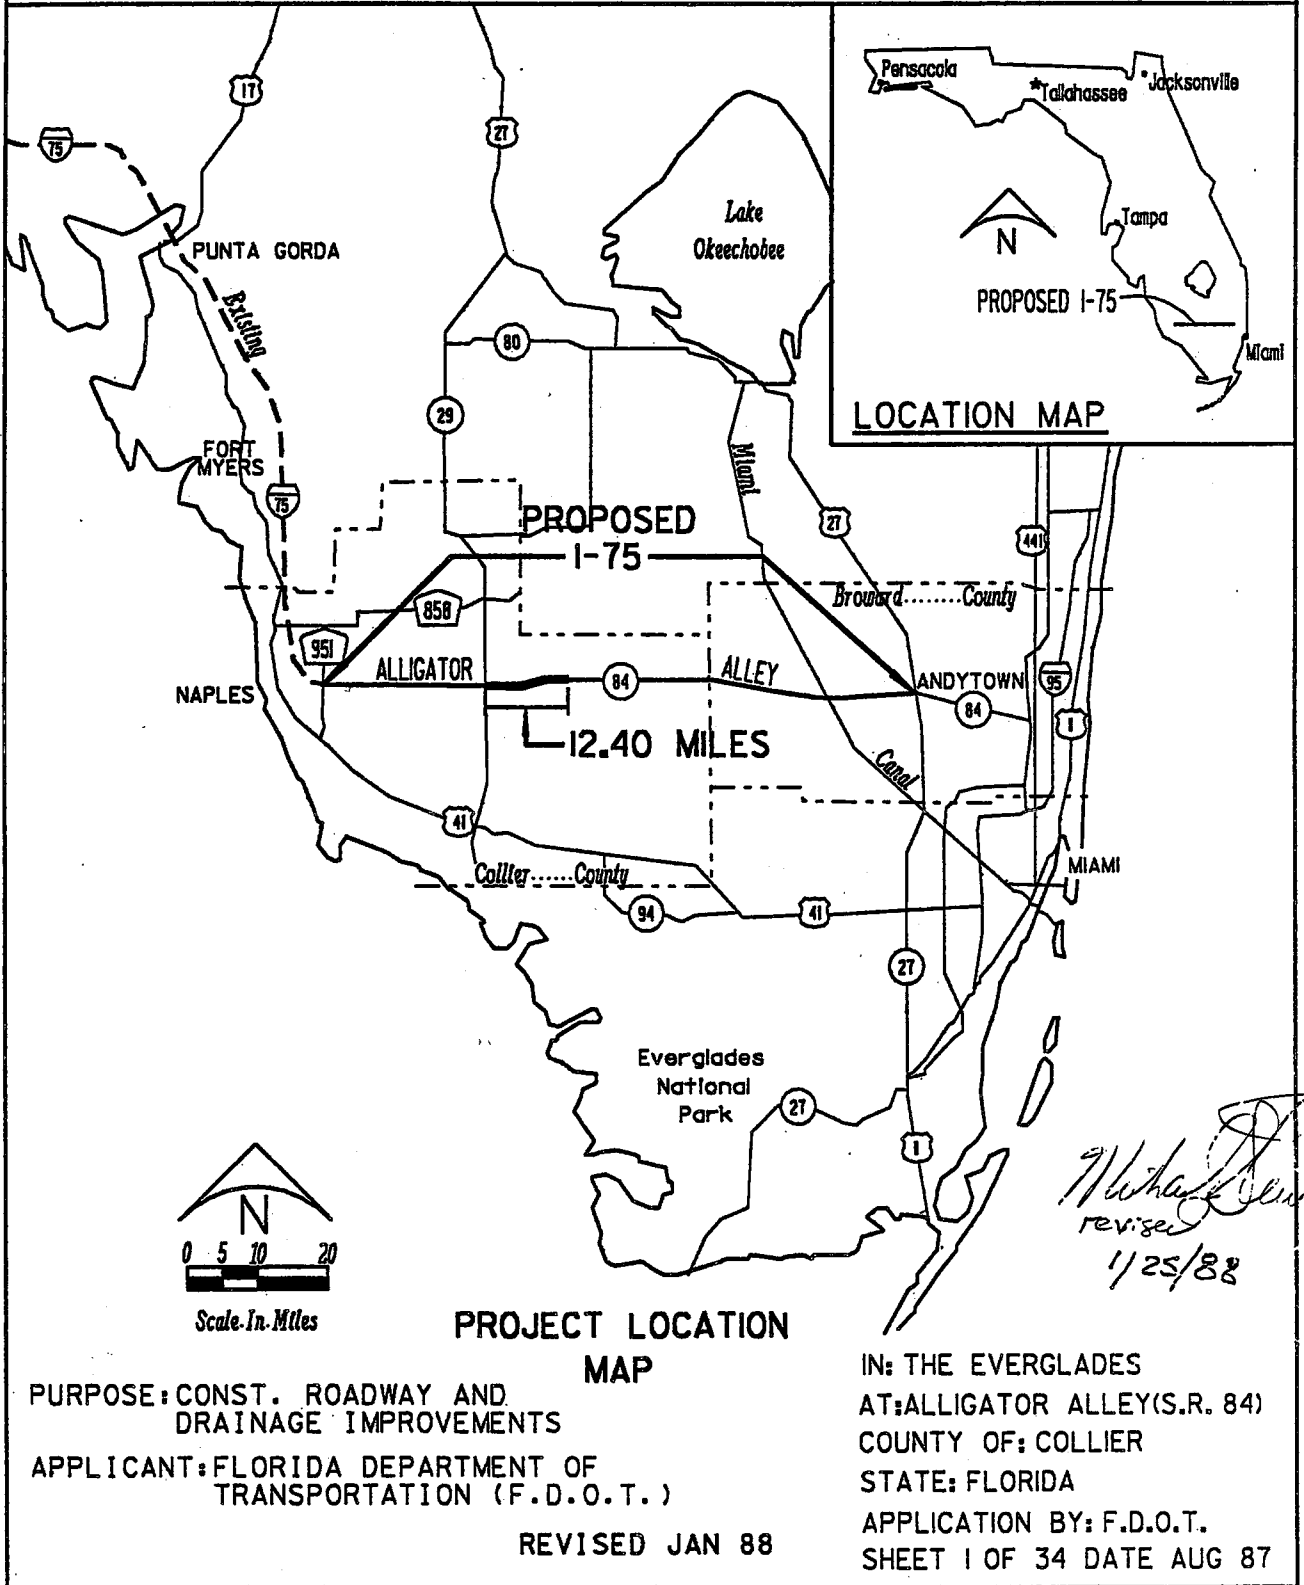 17
27
75
PUNTA GORDA
Existing
Lake
Okeechobee
80
29
FORT
MYERS
75
Miami
27
441
PROPOSED
I-75
858
951
Broward........County
ALLIGATOR
84
ALLEY
ANDYTOWN
84
95
1
NAPLES
12.40 MILES
Canal
41
Collier......County
94
41
MIAMI
27
Everglades
National
Park
27
1
Pensacola
*Tallahassee
Jacksonville
Tampa
N
PROPOSED I-75
Miami
LOCATION MAP
N
0 5 10 20
Scale-In-Miles
revised
1/25/88
PROJECT LOCATION
MAP
PURPOSE: CONST. ROADWAY AND
DRAINAGE IMPROVEMENTS
APPLICANT: FLORIDA DEPARTMENT OF
TRANSPORTATION (F.D.O.T.)
REVISED JAN 88
IN: THE EVERGLADES
AT: ALLIGATOR ALLEY(S.R. 84)
COUNTY OF: COLLIER
STATE: FLORIDA
APPLICATION BY: F.D.O.T.
SHEET 1 OF 34 DATE AUG 87